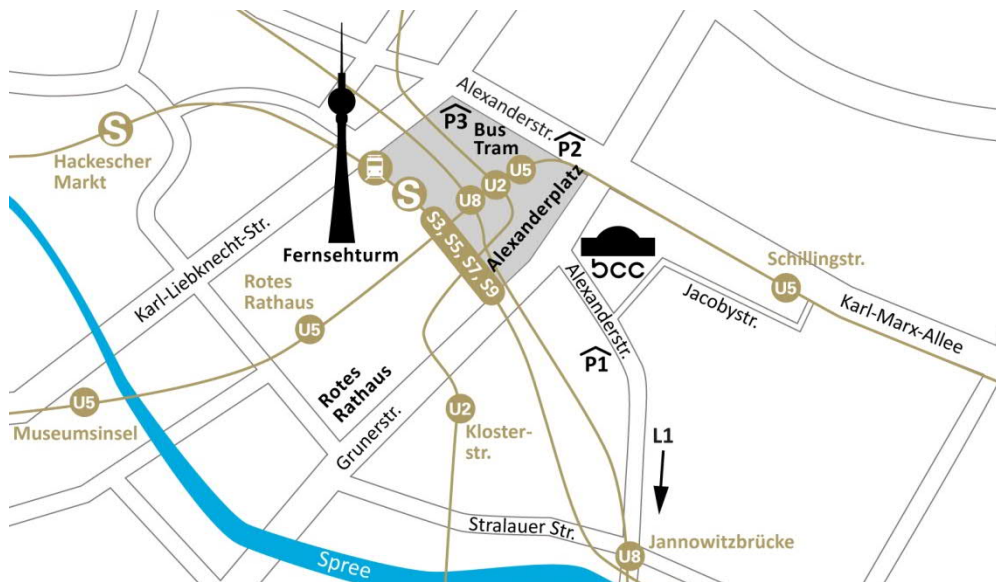 Alexanderstr.
P3
Bus
Tram
P2
S
Hackescher
Markt
U5
U2
U8
S
Alexanderplatz
S3, S5, S7, S9
Fernsehturm
bcc
Karl-Liebknecht-Str.
Schillingstr.
U5
Rotes
Rathaus
U5
Jacobystr.
Karl-Marx-Allee
Alexanderstr.
P1
Rotes
Rathaus
U5
Museumsinsel
U2
Kloster-
str.
Grunerstr.
L1
Stralauer Str.
Jannowitzbrücke
U8
Spree